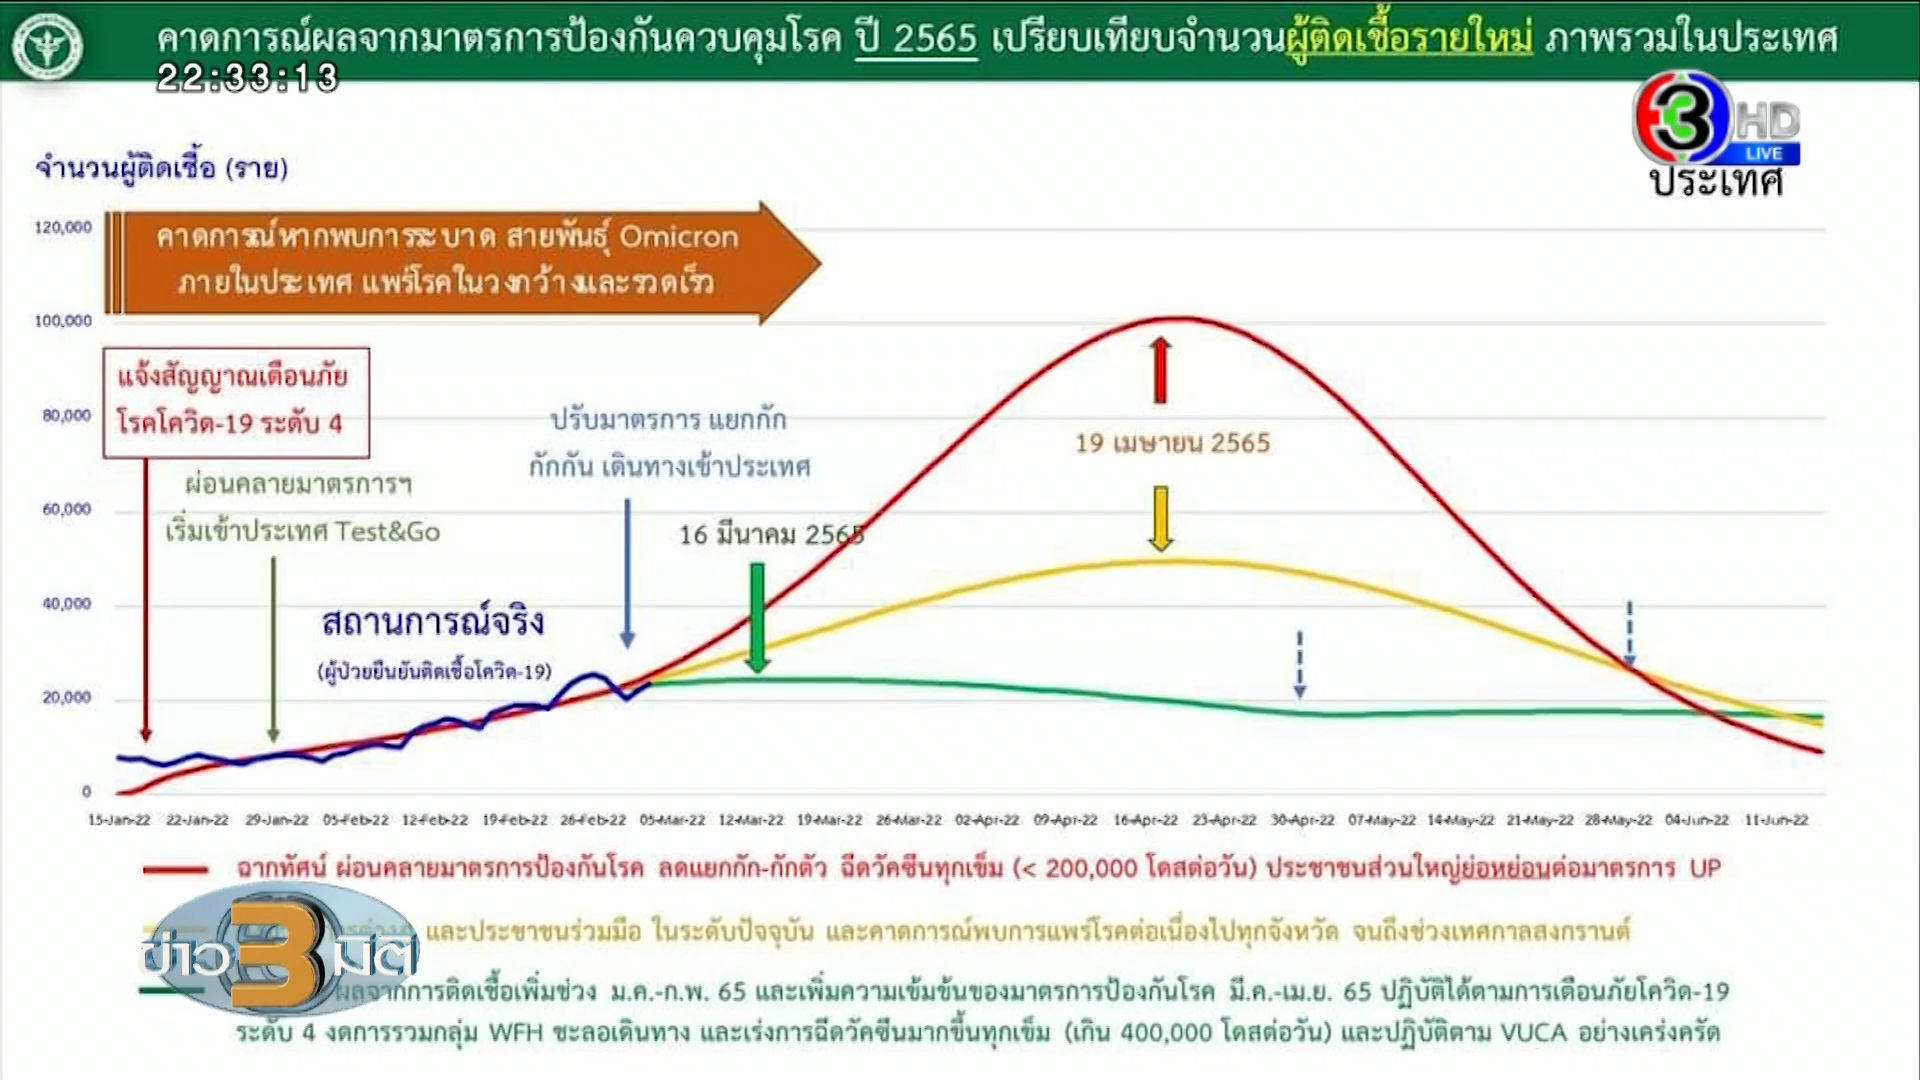 คาดการณ์ผลจากมาตรการป้องกันควบคุมโรค ปี 2565 เปรียบเทียบจำนวนผู้ติดเชื้อรายใหม่ ภาพรวมในประเทศ
22:33:13
3 HD
LIVE
ประเทศ
จำนวนผู้ติดเชื้อ (ราย)
120,000
100,000
80,000
60,000
40,000
20,000
0
คาดการณ์หากพบการระบาด สายพันธุ์ Omicron
ภายในประเทศ แพร่โรคในวงกว้างและรวดเร็ว
แจ้งสัญญาณเตือนภัย
โรคโควิด-19 ระดับ 4
ผ่อนคลายมาตรการฯ
เริ่มเข้าประเทศ Test&Go
ปรับมาตรการ แยกกัก
กักกัน เดินทางเข้าประเทศ
16 มีนาคม 2565
19 เมษายน 2565
สถานการณ์จริง
(ผู้ป่วยยืนยันติดเชื้อโควิด-19)
15-Jan-22 22-Jan-22 29-Jan-22 05-Feb-22 12-Feb-22 19-Feb-22 26-Feb-22 05-Mar-22 12-Mar-22 19-Mar-22 26-Mar-22 02-Apr-22 09-Apr-22 16-Apr-22 23-Apr-22 30-Apr-22 07-May-22 14-May-22 21-May-22 28-May-22 04-Jun-22 11-Jun-22
ฉากทัศน์ ผ่อนคลายมาตรการป้องกันโรค ลดแยกกัก-กักตัว ฉีดวัคซีนทุกเข็ม (< 200,000 โดสต่อวัน) ประชาชนส่วนใหญ่ย่อหย่อนต่อมาตรการ UP
และประชาชนร่วมมือ ในระดับปัจจุบัน และคาดการณ์พบการแพร่โรคต่อเนื่องไปทุกจังหวัด จนถึงช่วงเทศกาลสงกรานต์
ข่าว 3 มิติ
ผลจากการติดเชื้อเพิ่มช่วง ม.ค.-ก.พ. 65 และเพิ่มความเข้มข้นของมาตรการป้องกันโรค มี.ค.-เม.ย. 65 ปฏิบัติได้ตามการเตือนภัยโควิด-19
ระดับ 4 งดการรวมกลุ่ม WFH ชะลอเดินทาง และเร่งการฉีดวัคซีนมากขึ้นทุกเข็ม (เกิน 400,000 โดสต่อวัน) และปฏิบัติตาม VUCA อย่างเคร่งครัด